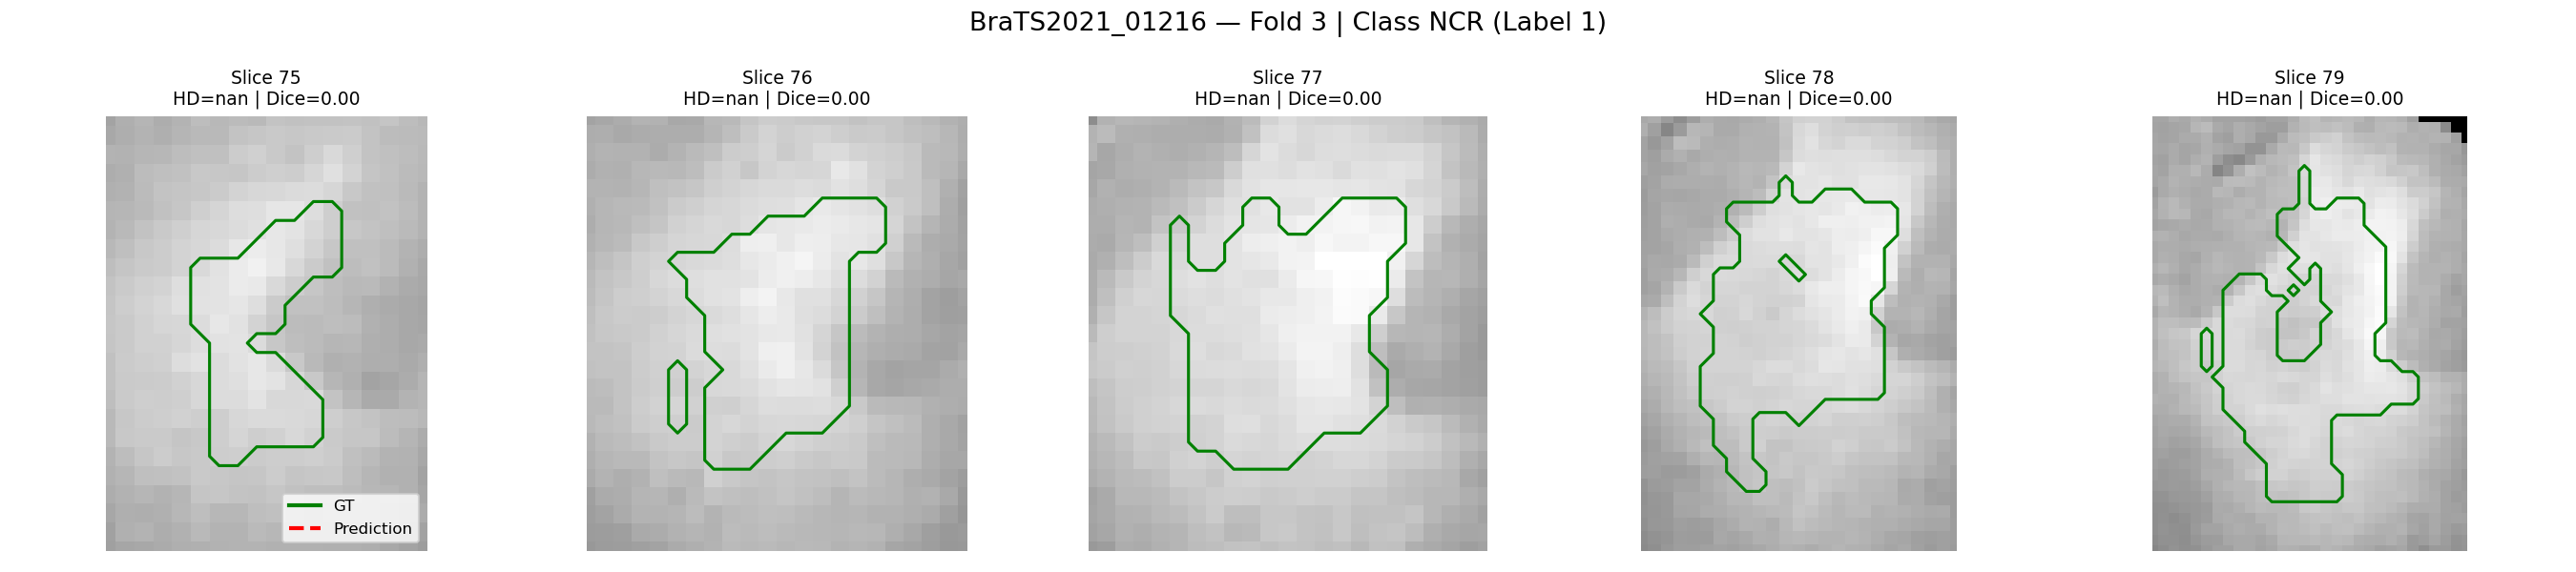 BraTS2021_01216 — Fold 3 | Class NCR (Label 1)
Slice 75
HD=nan | Dice=0.00
Slice 76
HD=nan | Dice=0.00
Slice 77
HD=nan | Dice=0.00
Slice 78
HD=nan | Dice=0.00
Slice 79
HD=nan | Dice=0.00
GT
Prediction